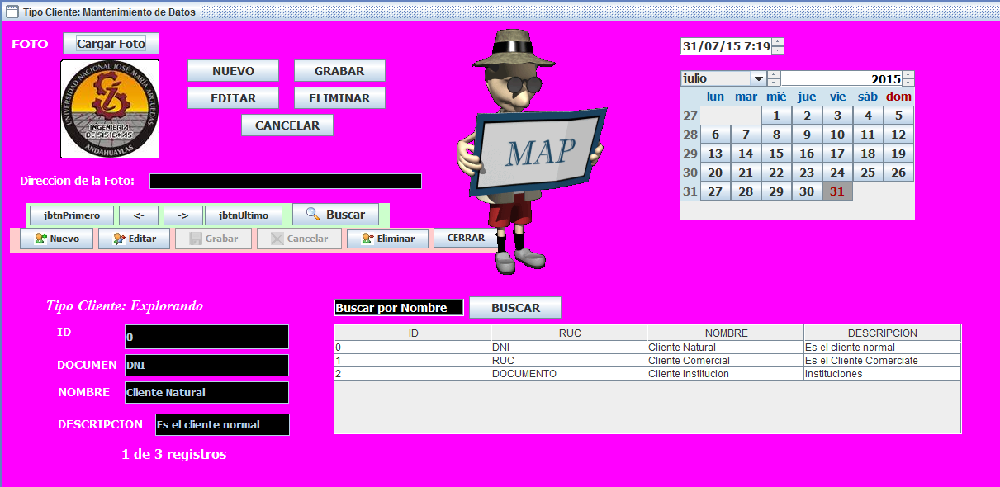 Tipo Cliente: Mantenimiento de Datos
FOTO
Cargar Foto
UNIVERSIDAD NACIONAL JOSÉ MARÍA ARGUEDAS
INGENIERIA
DE SISTEMAS
ANDAHUAYLAS
NUEVO GRABAR
EDITAR ELIMINAR
CANCELAR
Direccion de la Foto:
jbtnPrimero <- -> jbtnUltimo Buscar
Nuevo Editar Grabar Cancelar Eliminar CERRAR
MAP
31/07/15 7:19
julio 2015
lun mar mié jue vie sáb dom
27 1 2 3 4 5
28 6 7 8 9 10 11 12
29 13 14 15 16 17 18 19
30 20 21 22 23 24 25 26
31 27 28 29 30 31
Tipo Cliente: Explorando
ID 0
DOCUMEN DNI
NOMBRE Cliente Natural
DESCRIPCION Es el cliente normal
1 de 3 registros
Buscar por Nombre BUSCAR
ID RUC NOMBRE DESCRIPCION
0 DNI Cliente Natural Es el cliente normal
1 RUC Cliente Comercial Es el Cliente Comerciate
2 DOCUMENTO Cliente Institucion Instituciones